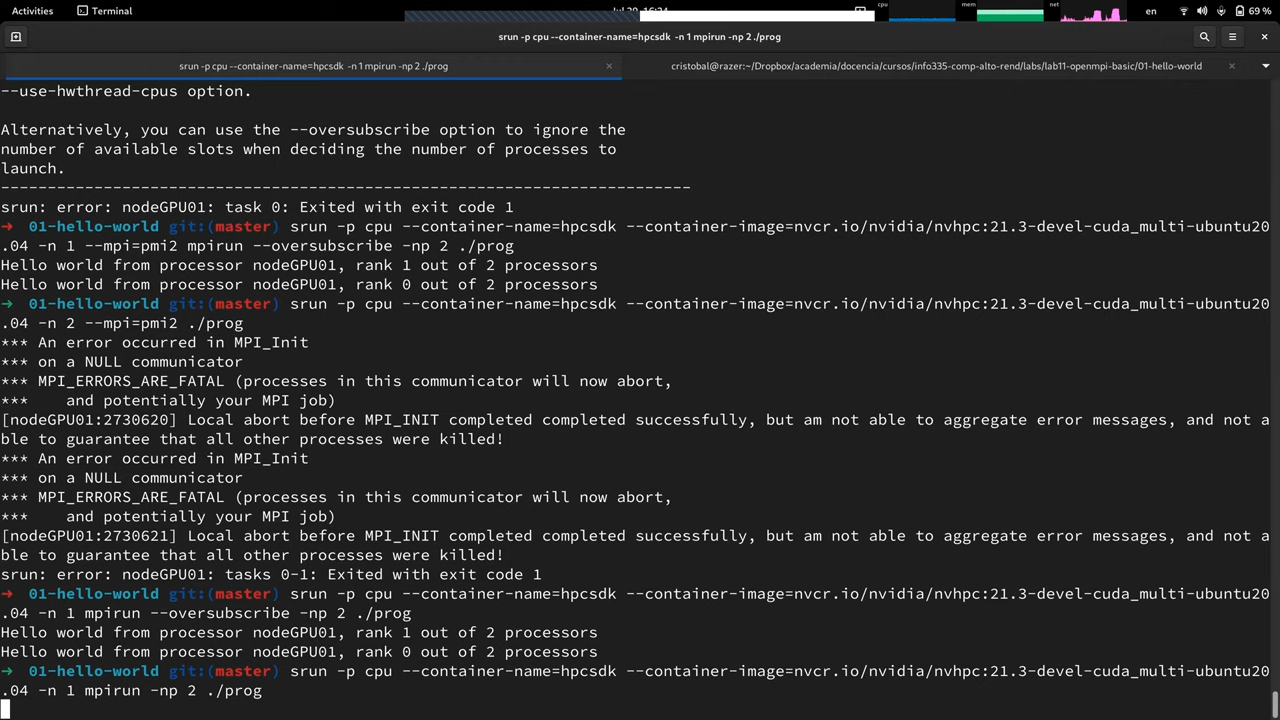 Activities
Terminal
cpu
mem
net
en
69 %
srun -p cpu --container-name=hpcsdk -n 1 mpirun -np 2 ./prog
srun -p cpu --container-name=hpcsdk -n 1 mpirun -np 2 ./prog
cristobal@razer:~/Dropbox/academia/docencia/cursos/info335-comp-alto-rend/labs/lab11-openmpi-basic/01-hello-world
--use-hwthread-cpus option.
Alternatively, you can use the --oversubscribe option to ignore the
number of available slots when deciding the number of processes to
launch.
--------------------------------------------------------------------------
srun: error: nodeGPU01: task 0: Exited with exit code 1
➜  01-hello-world git:(master) srun -p cpu --container-name=hpcsdk --container-image=nvcr.io/nvidia/nvhpc:21.3-devel-cuda_multi-ubuntu20
.04 -n 1 --mpi=pmi2 mpirun --oversubscribe -np 2 ./prog
Hello world from processor nodeGPU01, rank 1 out of 2 processors
Hello world from processor nodeGPU01, rank 0 out of 2 processors
➜  01-hello-world git:(master) srun -p cpu --container-name=hpcsdk --container-image=nvcr.io/nvidia/nvhpc:21.3-devel-cuda_multi-ubuntu20
.04 -n 2 --mpi=pmi2 ./prog
*** An error occurred in MPI_Init
*** on a NULL communicator
*** MPI_ERRORS_ARE_FATAL (processes in this communicator will now abort,
***    and potentially your MPI job)
[nodeGPU01:2730620] Local abort before MPI_INIT completed completed successfully, but am not able to aggregate error messages, and not a
ble to guarantee that all other processes were killed!
*** An error occurred in MPI_Init
*** on a NULL communicator
*** MPI_ERRORS_ARE_FATAL (processes in this communicator will now abort,
***    and potentially your MPI job)
[nodeGPU01:2730621] Local abort before MPI_INIT completed completed successfully, but am not able to aggregate error messages, and not a
ble to guarantee that all other processes were killed!
srun: error: nodeGPU01: tasks 0-1: Exited with exit code 1
➜  01-hello-world git:(master) srun -p cpu --container-name=hpcsdk --container-image=nvcr.io/nvidia/nvhpc:21.3-devel-cuda_multi-ubuntu20
.04 -n 1 mpirun --oversubscribe -np 2 ./prog
Hello world from processor nodeGPU01, rank 1 out of 2 processors
Hello world from processor nodeGPU01, rank 0 out of 2 processors
➜  01-hello-world git:(master) srun -p cpu --container-name=hpcsdk --container-image=nvcr.io/nvidia/nvhpc:21.3-devel-cuda_multi-ubuntu20
.04 -n 1 mpirun -np 2 ./prog